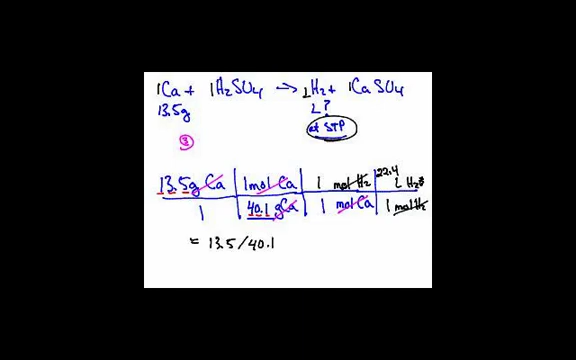 1Ca + 1H₂SO₄ → 1H₂ + 1CaSO₄
13.5g L?
at STP
③
13.5g Ca | 1mol Ca | 1 mol H₂ | 22.4 L H₂
1 | 40.1 gCa | 1 mol Ca | 1 mol H₂
= 13.5/40.1